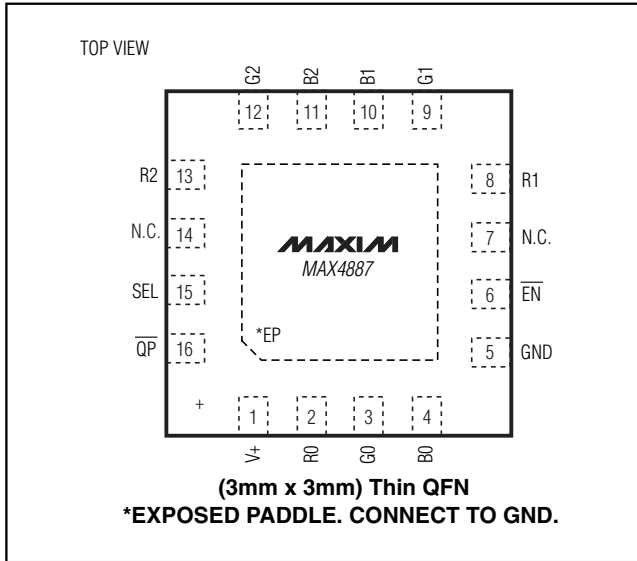 TOP VIEW
G2 B2 B1 G1
12 11 10 9
R2 13 8 R1
N.C. 14 7 N.C.
MAXIM
MAX4887
SEL 15 6 E̅N̅
*EP
Q̅P̅ 16 5 GND
+
1 2 3 4
V+ R0 G0 B0
(3mm x 3mm) Thin QFN
*EXPOSED PADDLE. CONNECT TO GND.